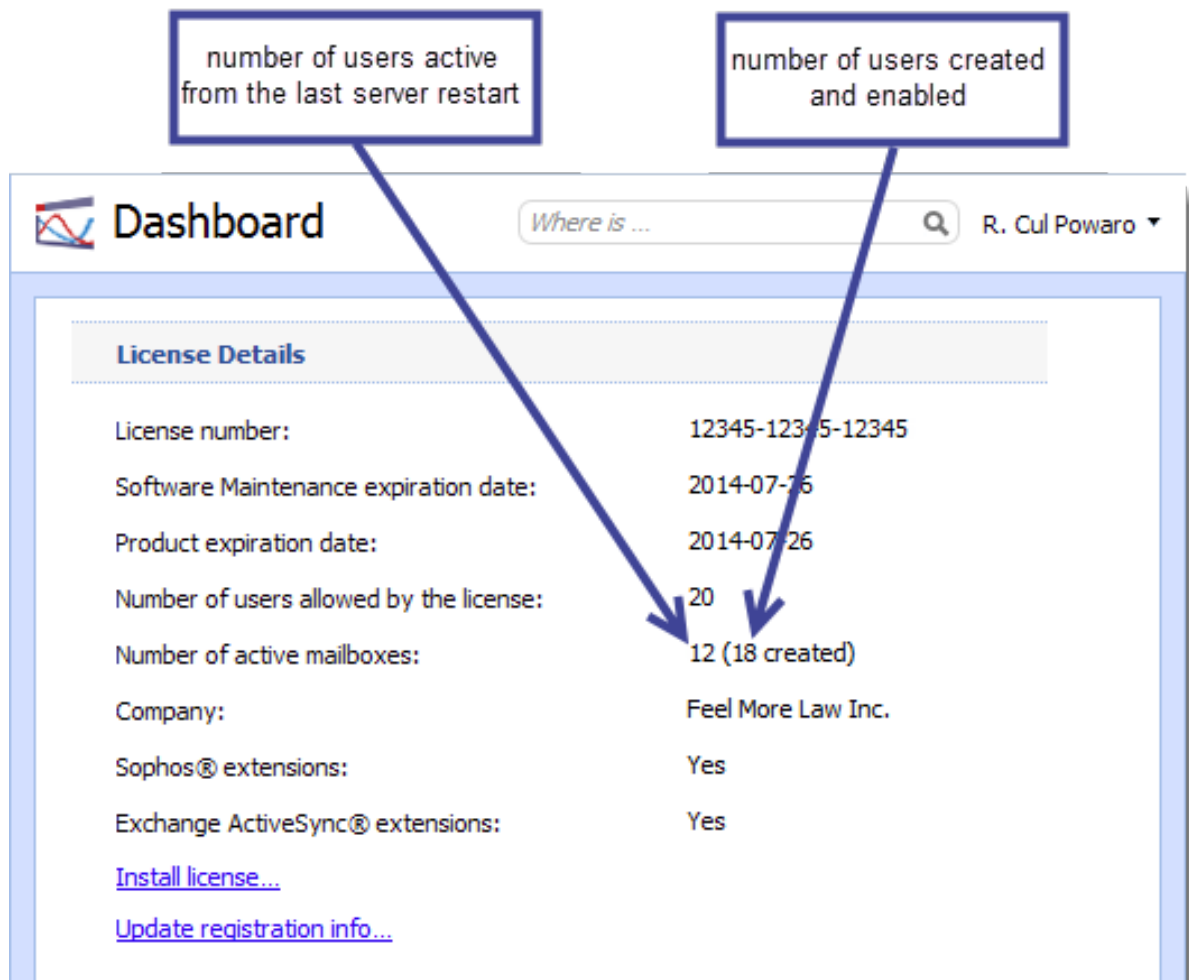 number of users active
from the last server restart
number of users created
and enabled
Dashboard
Where is ...
R. Cul Powaro
License Details
License number: 12345-12345-12345
Software Maintenance expiration date: 2014-07-26
Product expiration date: 2014-07-26
Number of users allowed by the license: 20
Number of active mailboxes: 12 (18 created)
Company: Feel More Law Inc.
Sophos® extensions: Yes
Exchange ActiveSync® extensions: Yes
Install license...
Update registration info...